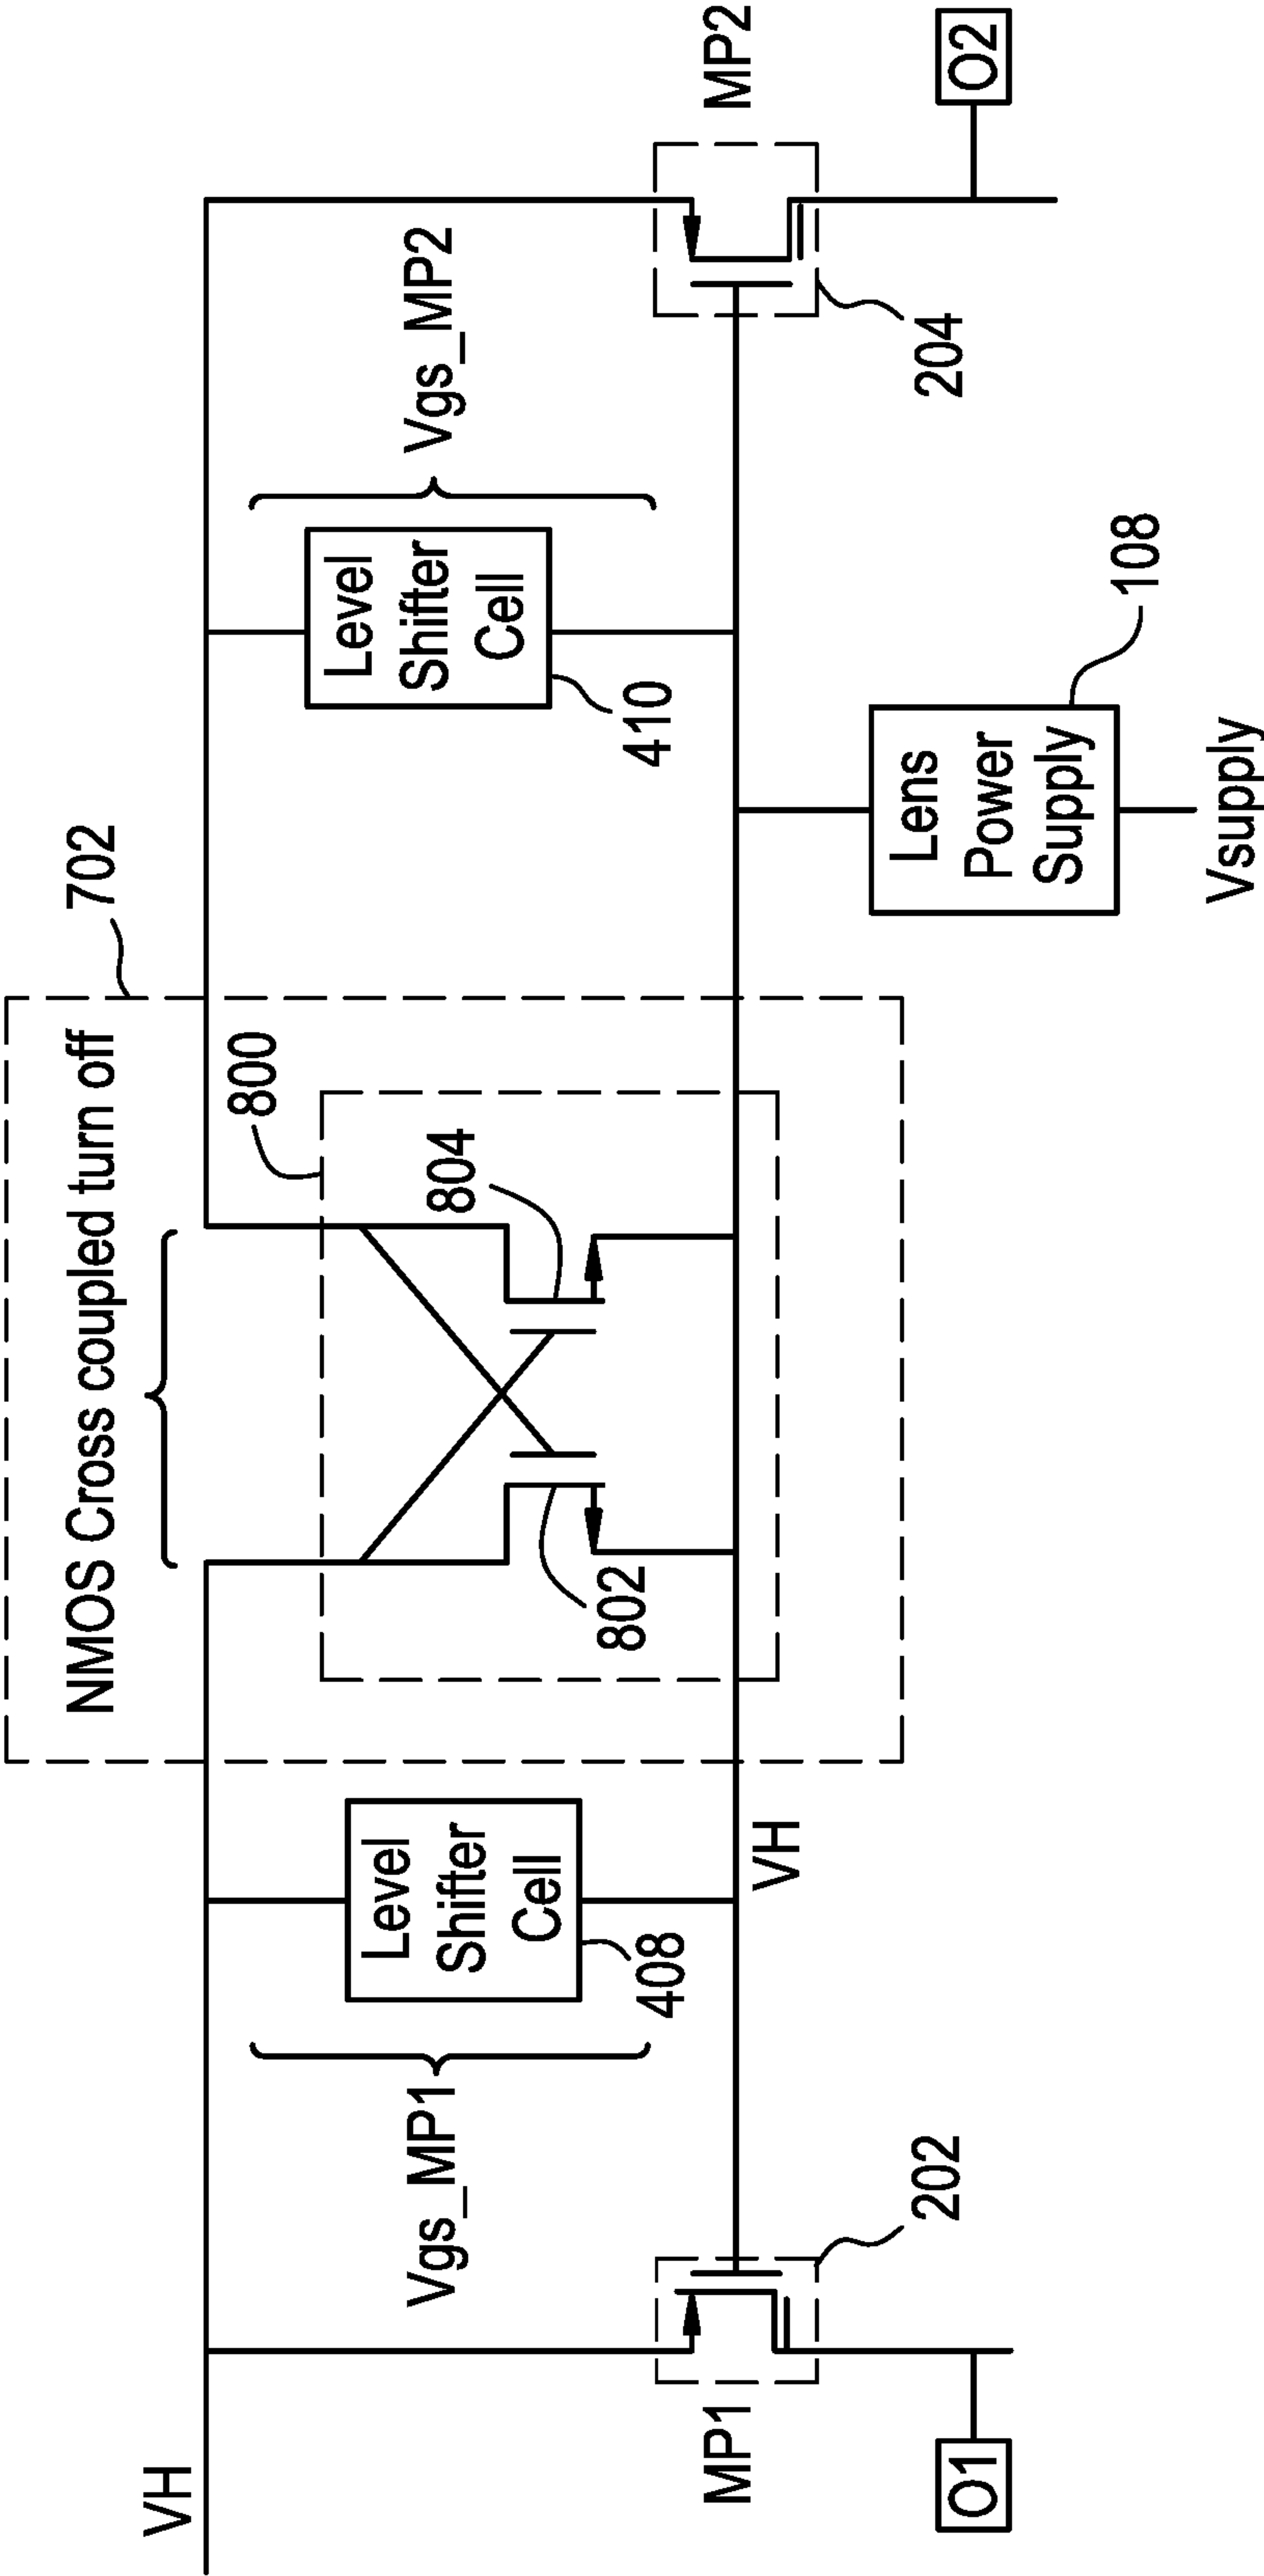 NMOS Cross coupled turn off
702
VH
800
Vgs_MP1
Level
Shifter
Cell
408
802
804
Level
Shifter
Cell
410
Vgs_MP2
MP1
202
VH
MP2
204
Lens
Power
Supply
108
Vsupply
O1
O2